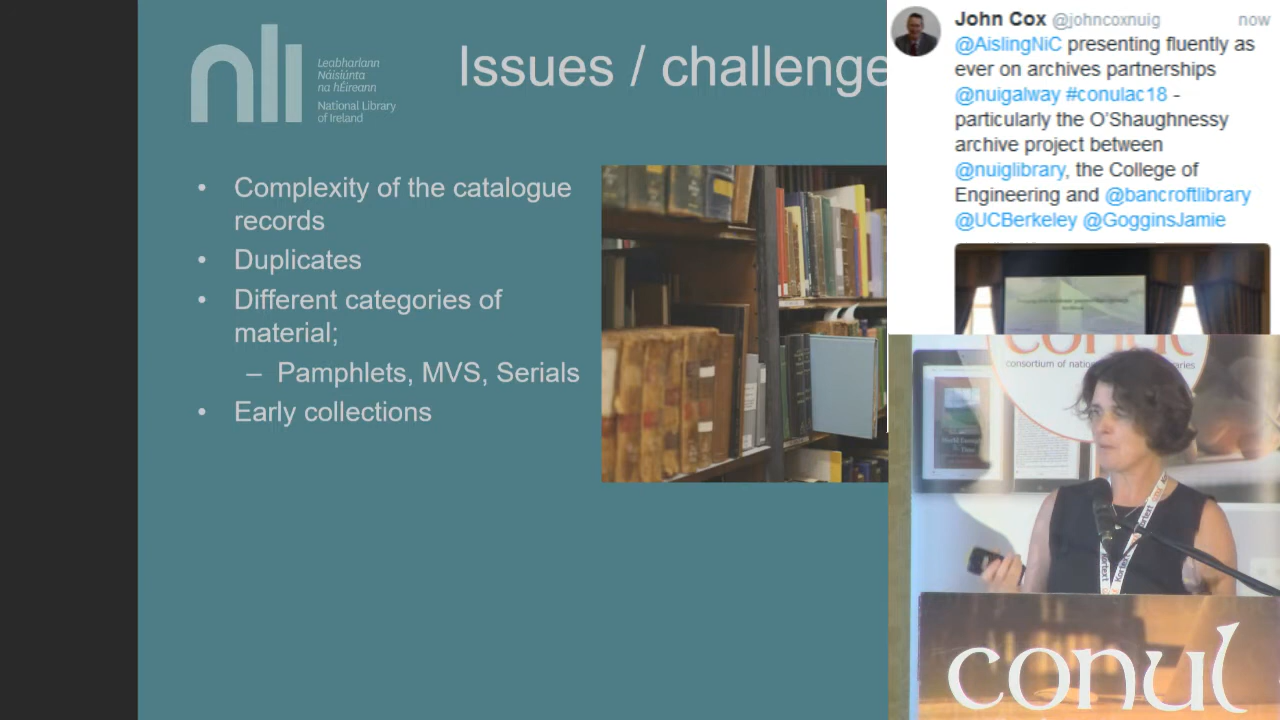 nli
Leabharlann
Náisiúnta
na hÉireann
National Library
of Ireland
Issues / challenge
• Complexity of the catalogue
records
• Duplicates
• Different categories of
material;
– Pamphlets, MVS, Serials
• Early collections
John Cox @johncoxnuig now
@AislingNiC presenting fluently as
ever on archives partnerships
@nuigalway #conulac18 -
particularly the O'Shaughnessy
archive project between
@nuiglibrary, the College of
Engineering and @bancroftlibrary
@UCBerkeley @GogginsJamie
conul
consortium of natio
aries
Kortext
Kortext
conul